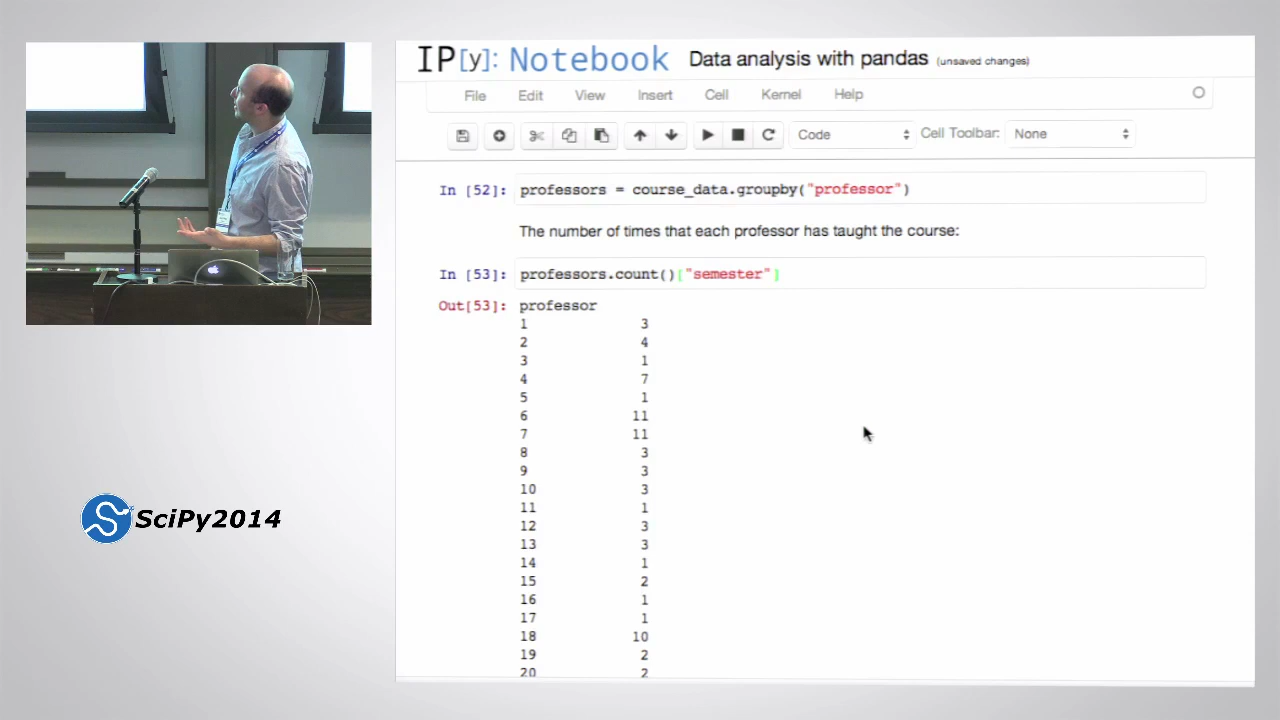 IP[y]: Notebook Data analysis with pandas (unsaved changes)
File Edit View Insert Cell Kernel Help
Code Cell Toolbar: None
In [52]: professors = course_data.groupby("professor")
The number of times that each professor has taught the course:
In [53]: professors.count()["semester"]
Out[53]: professor
1 3
2 4
3 1
4 7
5 1
6 11
7 11
8 3
9 3
10 3
11 1
12 3
13 3
14 1
15 2
16 1
17 1
18 10
19 2
20 2
SciPy2014